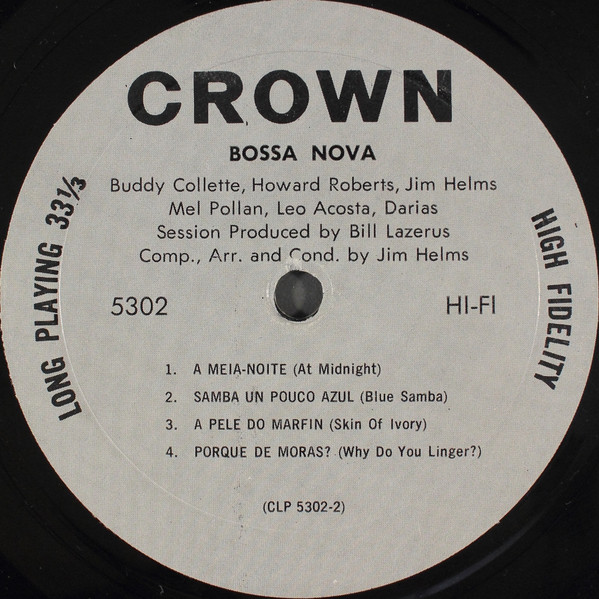 CROWN
BOSSA NOVA
Buddy Collette, Howard Roberts, Jim Helms
Mel Pollan, Leo Acosta, Darias
Session Produced by Bill Lazerus
Comp., Arr. and Cond. by Jim Helms
LONG PLAYING 33⅓
HIGH FIDELITY
5302
HI-FI
1. A MEIA-NOITE (At Midnight)
2. SAMBA UN POUCO AZUL (Blue Samba)
3. A PELE DO MARFIN (Skin Of Ivory)
4. PORQUE DE MORAS? (Why Do You Linger?)
(CLP 5302-2)